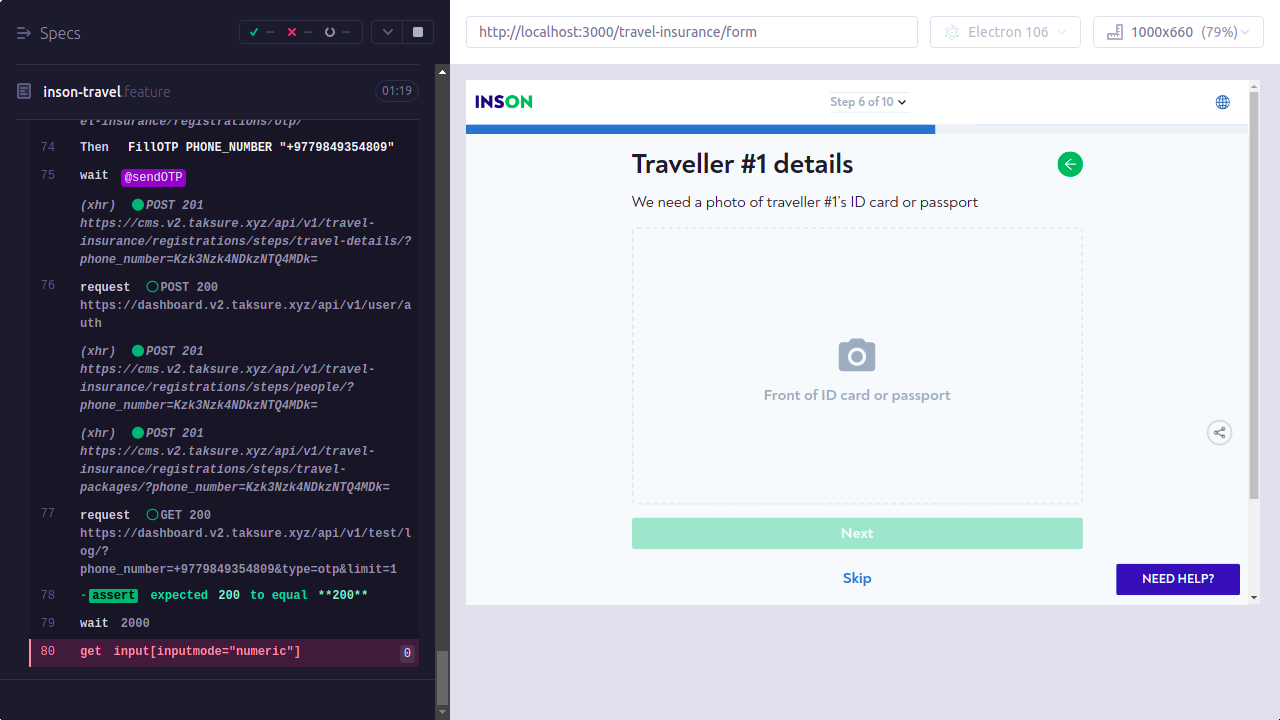 Specs
inson-travel.feature
01:19
el-insurance/registrations/otp/
74 Then FillOTP PHONE_NUMBER "+9779849354809"
75 wait @sendOTP
(xhr) POST 201
https://cms.v2.taksure.xyz/api/v1/travel-
insurance/registrations/steps/travel-details/?
phone_number=Kzk3Nzk4NDkzNTQ4MDk=
76 request POST 200
https://dashboard.v2.taksure.xyz/api/v1/user/a
uth
(xhr) POST 201
https://cms.v2.taksure.xyz/api/v1/travel-
insurance/registrations/steps/people/?
phone_number=Kzk3Nzk4NDkzNTQ4MDk=
(xhr) POST 201
https://cms.v2.taksure.xyz/api/v1/travel-
insurance/registrations/steps/travel-
packages/?phone_number=Kzk3Nzk4NDkzNTQ4MDk=
77 request GET 200
https://dashboard.v2.taksure.xyz/api/v1/test/l
og/?
phone_number=+9779849354809&type=otp&limit=1
78 -assert expected 200 to equal **200**
79 wait 2000
80 get input[inputmode="numeric"] 0
http://localhost:3000/travel-insurance/form
Electron 106
1000x660 (79%)
INSON
Step 6 of 10
Traveller #1 details
We need a photo of traveller #1's ID card or passport
Front of ID card or passport
Next
Skip
NEED HELP?